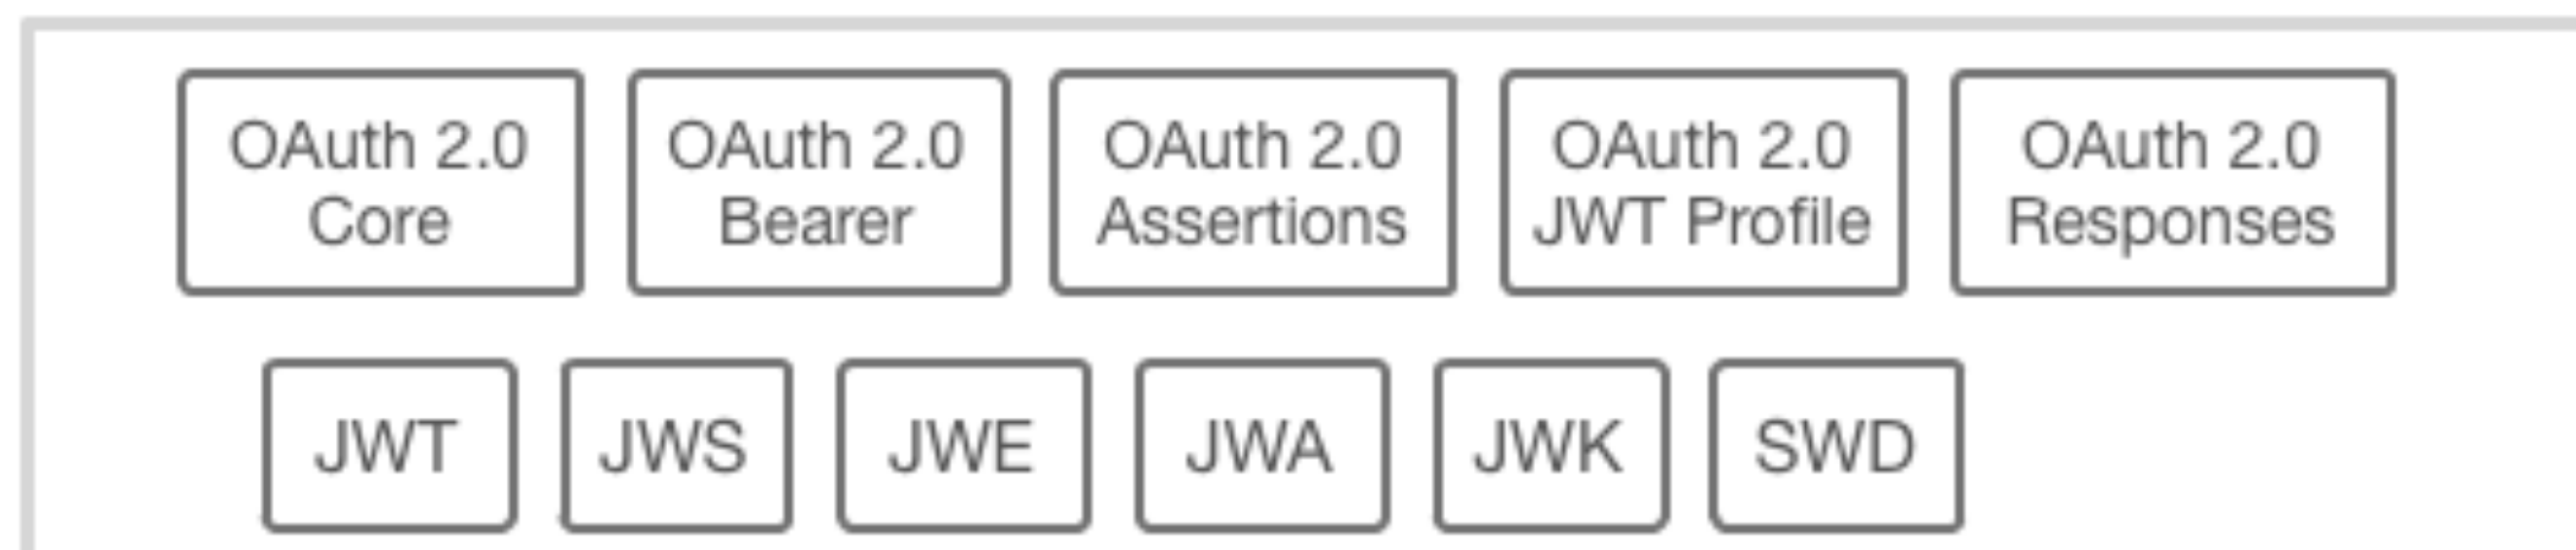 OAuth 2.0
Core
OAuth 2.0
Bearer
OAuth 2.0
Assertions
OAuth 2.0
JWT Profile
OAuth 2.0
Responses
JWT
JWS
JWE
JWA
JWK
SWD